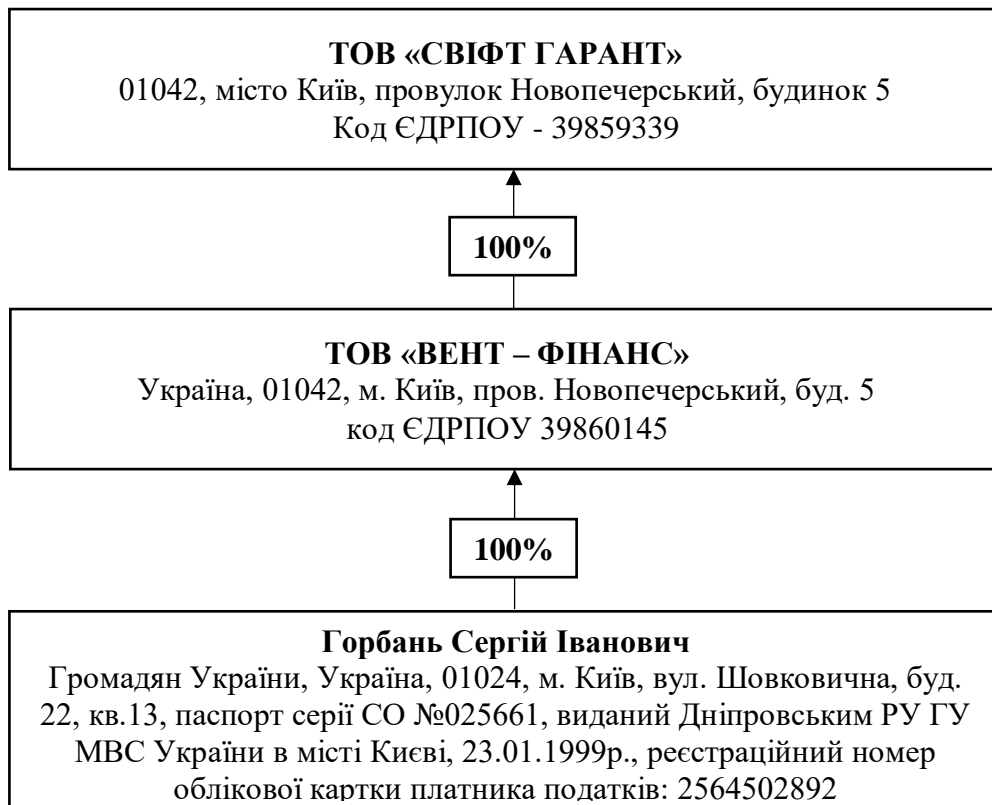 ТОВ «СВІФТ ГАРАНТ»
01042, місто Київ, провулок Новопечерський, будинок 5
Код ЄДРПОУ - 39859339
100%
ТОВ «ВЕНТ – ФІНАНС»
Україна, 01042, м. Київ, пров. Новопечерський, буд. 5
код ЄДРПОУ 39860145
100%
Горбань Сергій Іванович
Громадян України, Україна, 01024, м. Київ, вул. Шовковична, буд.
22, кв.13, паспорт серії СО №025661, виданий Дніпровським РУ ГУ
МВС України в місті Києві, 23.01.1999р., реєстраційний номер
облікової картки платника податків: 2564502892